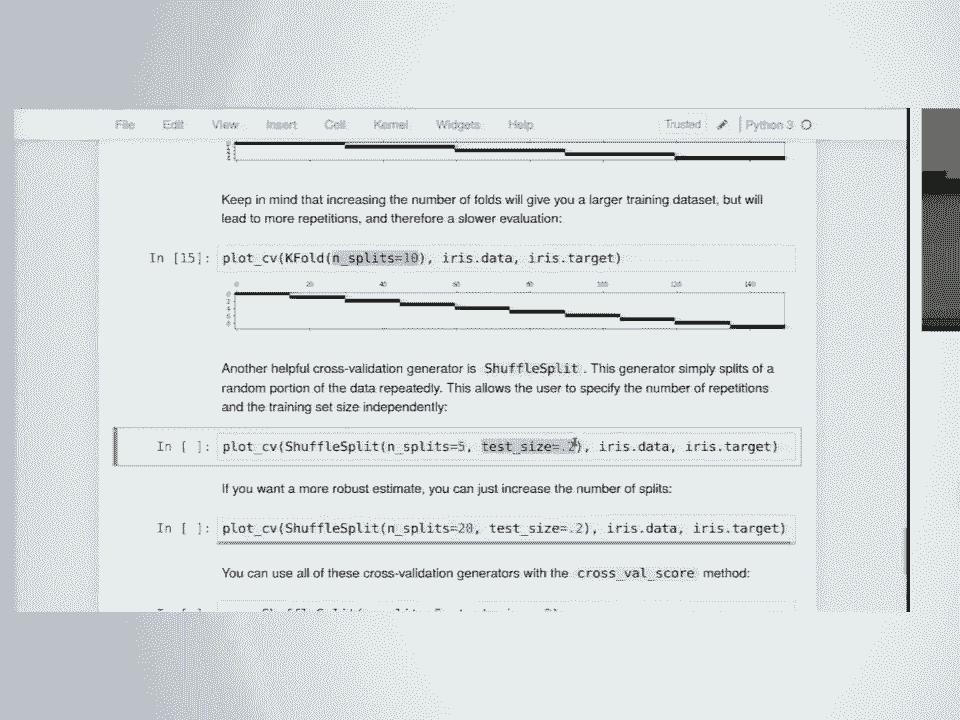 File Edit View Insert Cell Kernel Widgets Help Trusted Python 3
Keep in mind that increasing the number of folds will give you a larger training dataset, but will
lead to more repetitions, and therefore a slower evaluation:
In [15]: plot_cv(KFold(n_splits=10), iris.data, iris.target)
0 20 40 60 80 100 120 140
0
2
4
6
8
Another helpful cross-validation generator is ShuffleSplit. This generator simply splits of a
random portion of the data repeatedly. This allows the user to specify the number of repetitions
and the training set size independently:
In [ ]: plot_cv(ShuffleSplit(n_splits=5, test_size=.2), iris.data, iris.target)
If you want a more robust estimate, you can just increase the number of splits:
In [ ]: plot_cv(ShuffleSplit(n_splits=20, test_size=.2), iris.data, iris.target)
You can use all of these cross-validation generators with the cross_val_score method: